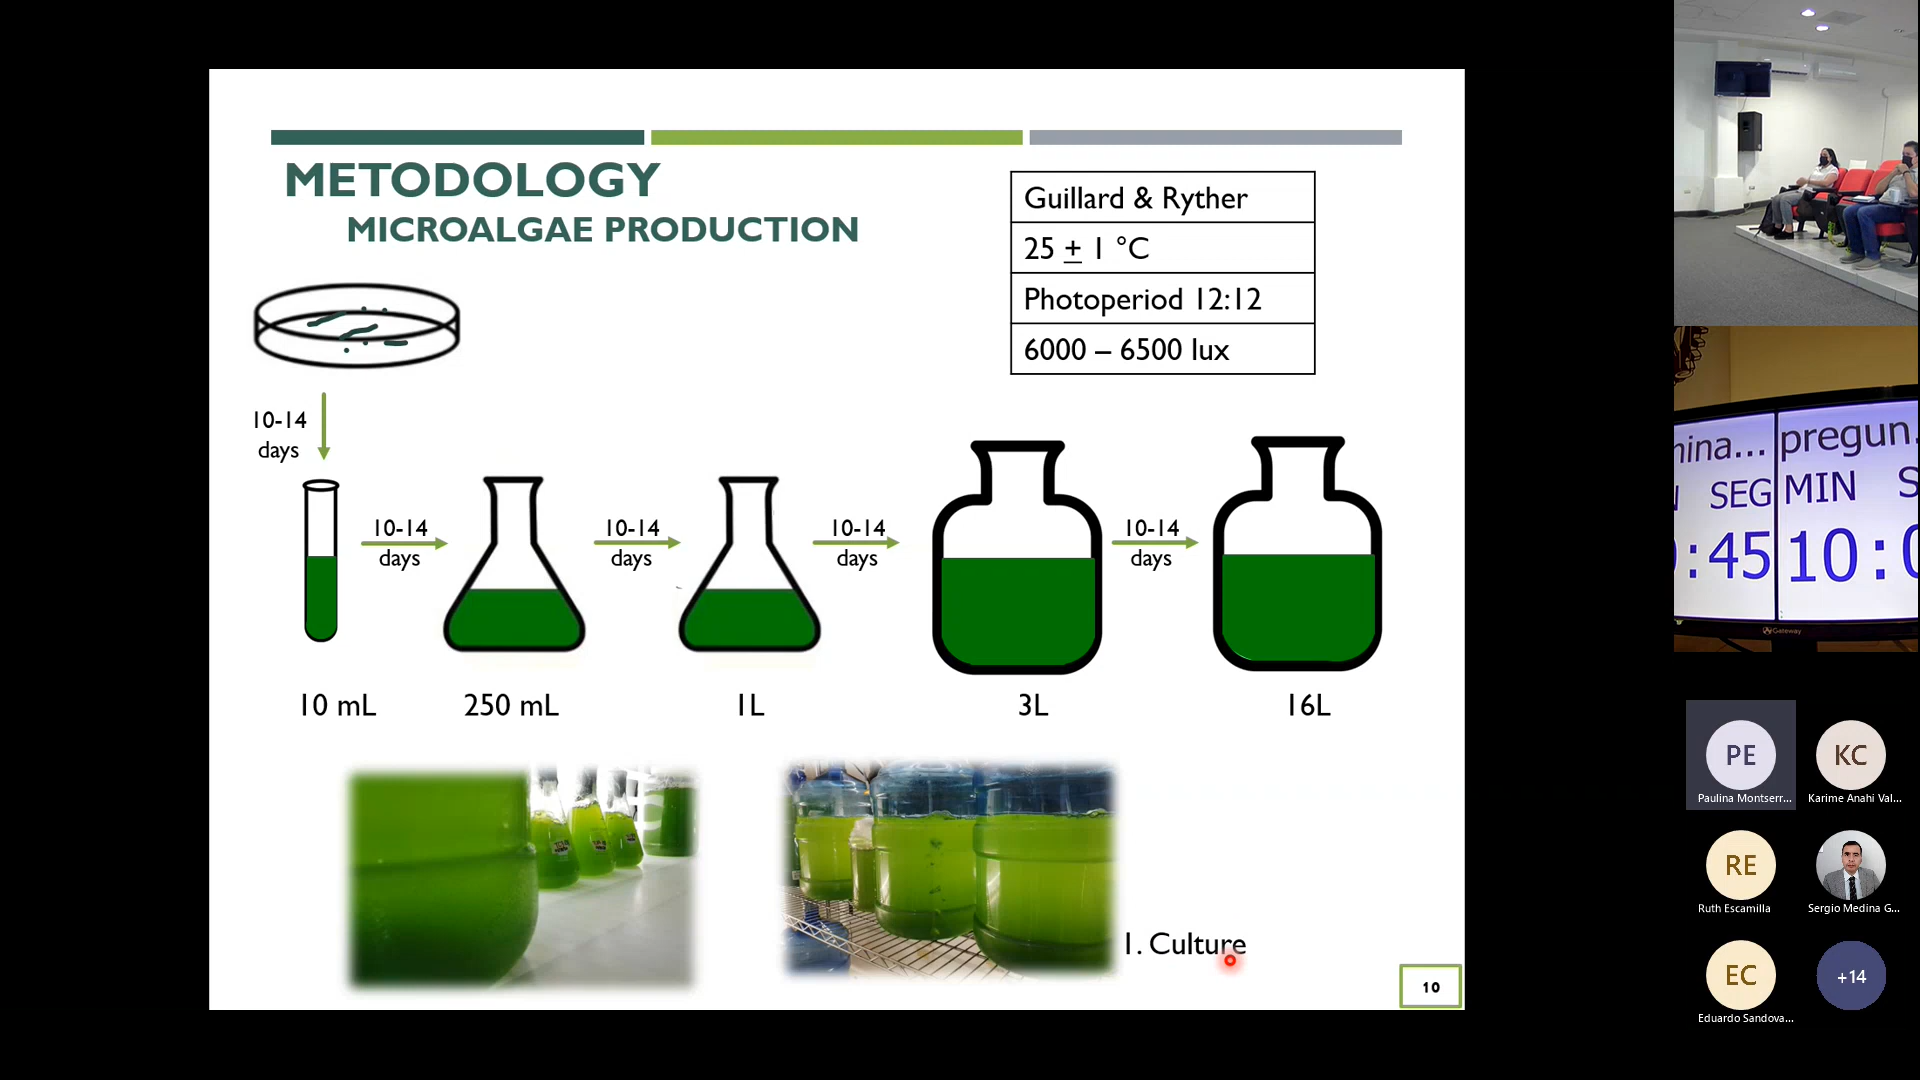 METODOLOGY
MICROALGAE PRODUCTION
Guillard & Ryther
25 ± 1 °C
Photoperiod 12:12
6000 – 6500 lux
10-14
days
10-14
days
10-14
days
10-14
days
10-14
days
10 mL
250 mL
1L
3L
16L
1. Culture
10
mina... pregun.
SEG MIN S
:45 10:0
Gateway
PE
Paulina Montserr...
KC
Karime Anahi Val...
RE
Ruth Escamilla
Sergio Medina G...
EC
Eduardo Sandova...
+14